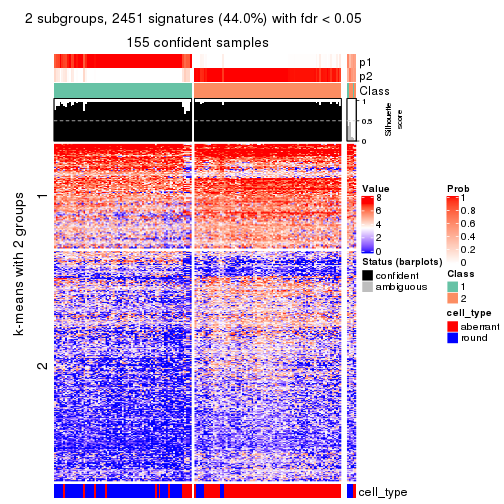 2 subgroups, 2451 signatures (44.0%) with fdr < 0.05
155 confident samples
p1
p2
Class
1
0.5
0
Silhouette
score
k-means with 2 groups
1
2
Value
8
6
4
2
0
Status (barplots)
confident
ambiguous
Prob
1
0.8
0.6
0.4
0.2
0
Class
1
2
cell_type
aberrant
round
cell_type